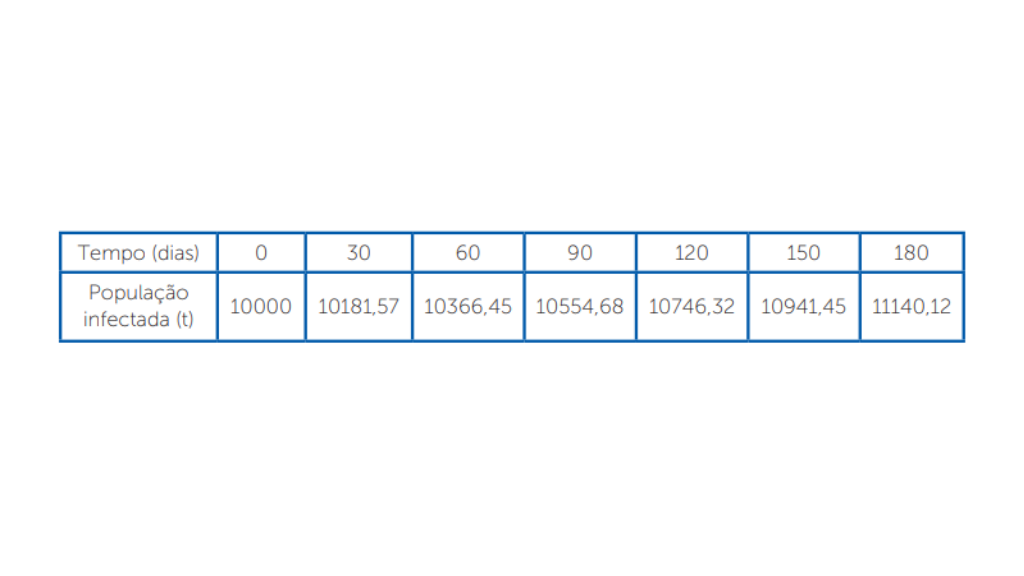 Tempo (dias) 0 30 60 90 120 150 180
População
infectada (t) 10000 10181,57 10366,45 10554,68 10746,32 10941,45 11140,12